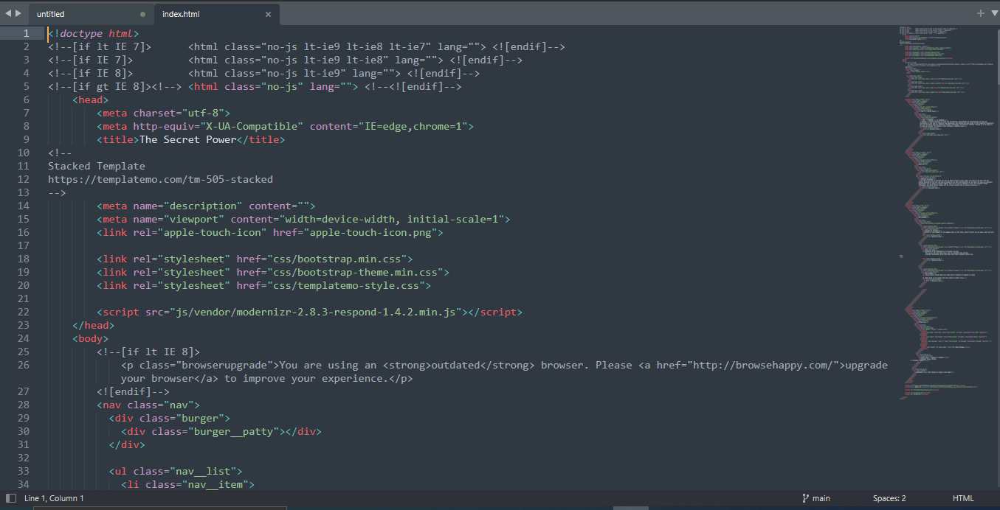 untitled
index.html
1 <!doctype html>
2 <!--[if lt IE 7]>      <html class="no-js lt-ie9 lt-ie8 lt-ie7" lang=""> <![endif]-->
3 <!--[if IE 7]>         <html class="no-js lt-ie9 lt-ie8" lang=""> <![endif]-->
4 <!--[if IE 8]>         <html class="no-js lt-ie9" lang=""> <![endif]-->
5 <!--[if gt IE 8]><!--> <html class="no-js" lang=""> <!--<![endif]-->
6     <head>
7         <meta charset="utf-8">
8         <meta http-equiv="X-UA-Compatible" content="IE=edge,chrome=1">
9         <title>The Secret Power</title>
10 <!--
11 Stacked Template
12 https://templatemo.com/tm-505-stacked
13 -->
14         <meta name="description" content="">
15         <meta name="viewport" content="width=device-width, initial-scale=1">
16         <link rel="apple-touch-icon" href="apple-touch-icon.png">
17
18         <link rel="stylesheet" href="css/bootstrap.min.css">
19         <link rel="stylesheet" href="css/bootstrap-theme.min.css">
20         <link rel="stylesheet" href="css/templatemo-style.css">
21
22         <script src="js/vendor/modernizr-2.8.3-respond-1.4.2.min.js"></script>
23     </head>
24     <body>
25         <!--[if lt IE 8]>
26             <p class="browserupgrade">You are using an <strong>outdated</strong> browser. Please <a href="http://browsehappy.com/">upgrade
            your browser</a> to improve your experience.</p>
27         <![endif]-->
28         <nav class="nav">
29           <div class="burger">
30             <div class="burger__patty"></div>
31           </div>
32
33           <ul class="nav__list">
34             <li class="nav__item">
Line 1, Column 1
main
Spaces: 2
HTML